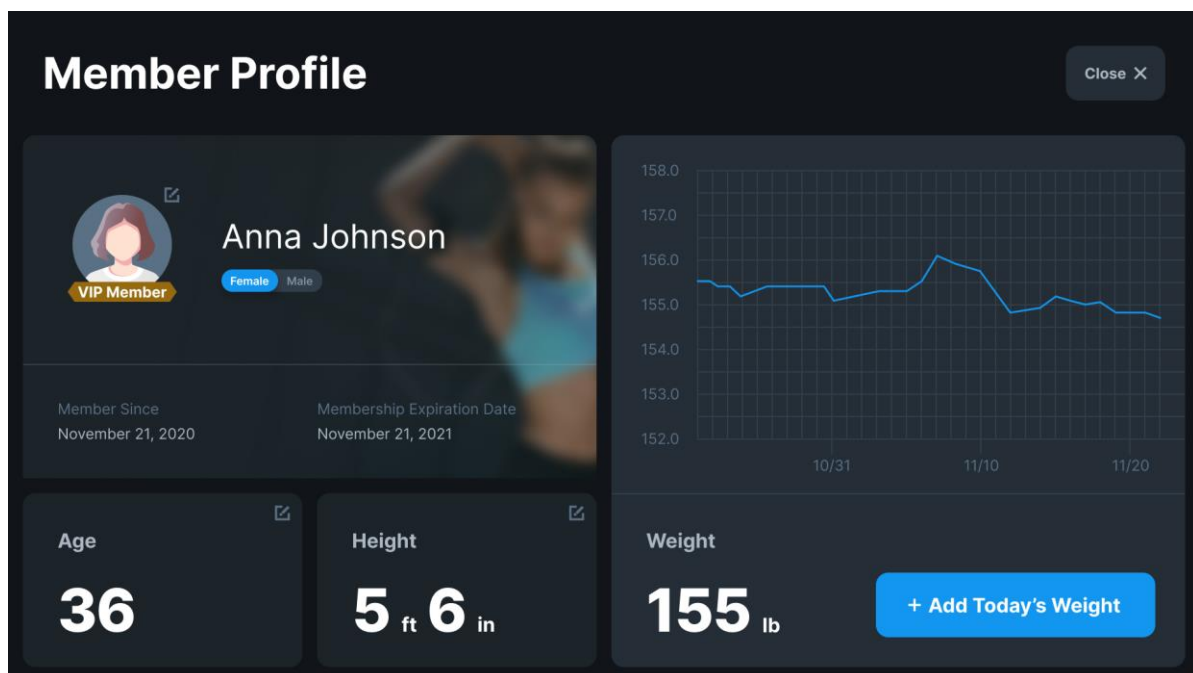 Member Profile
Close
Anna Johnson
Female Male
VIP Member
Member Since
November 21, 2020
Membership Expiration Date
November 21, 2021
158.0
157.0
156.0
155.0
154.0
153.0
152.0
10/31 11/10 11/20
Age
36
Height
5 ft 6 in
Weight
155 lb
+ Add Today’s Weight